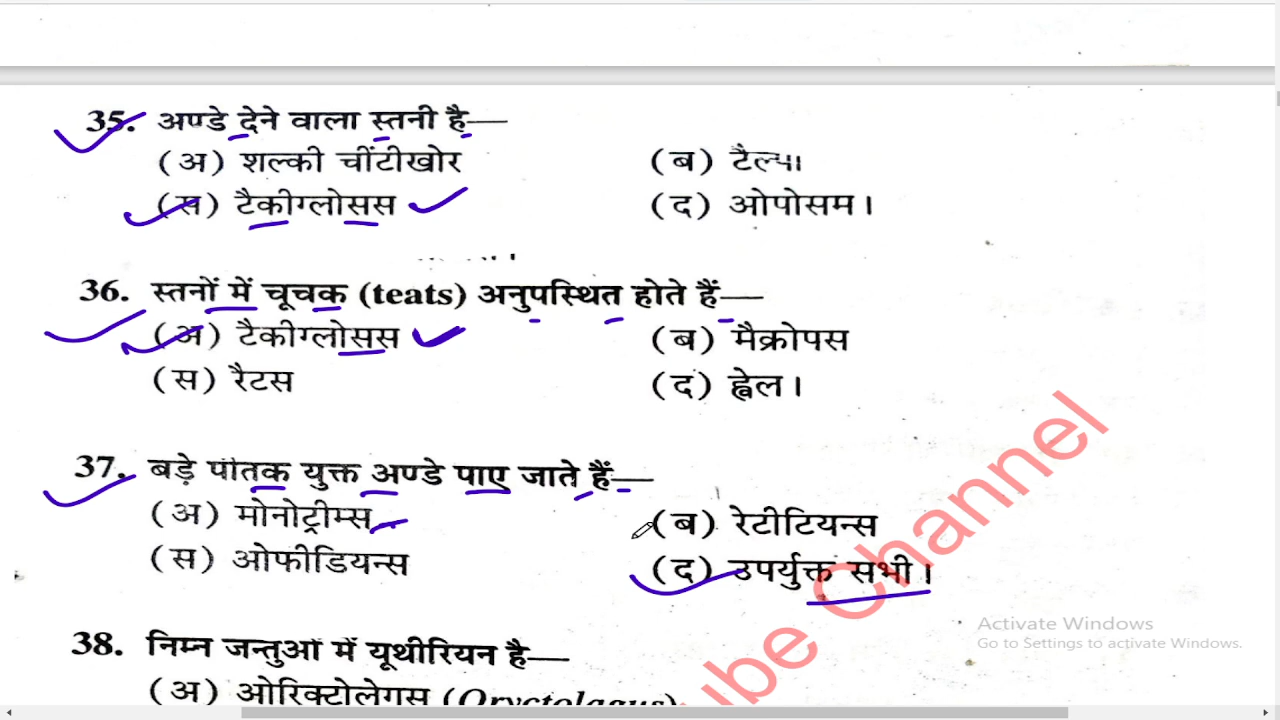 35. अण्डे देने वाला स्तनी है—
(अ) शल्की चींटीखोर (ब) टैल्पा
(स) टैकीग्लोसस (द) ओपोसम।
36. स्तनों में चूचक (teats) अनुपस्थित होते हैं—
(अ) टैकीग्लोसस (ब) मैक्रोपस
(स) रैटस (द) ह्वेल।
37. बड़े पीतक युक्त अण्डे पाए जाते हैं—
(अ) मोनोट्रीम्स (ब) रेटीटियन्स
(स) ओफीडियन्स (द) उपर्युक्त सभी।
38. निम्न जन्तुओं में यूथीरियन है—
(अ) ओरिक्टोलेगस (Oryctolagus)
ube Channel
Activate Windows
Go to Settings to activate Windows.